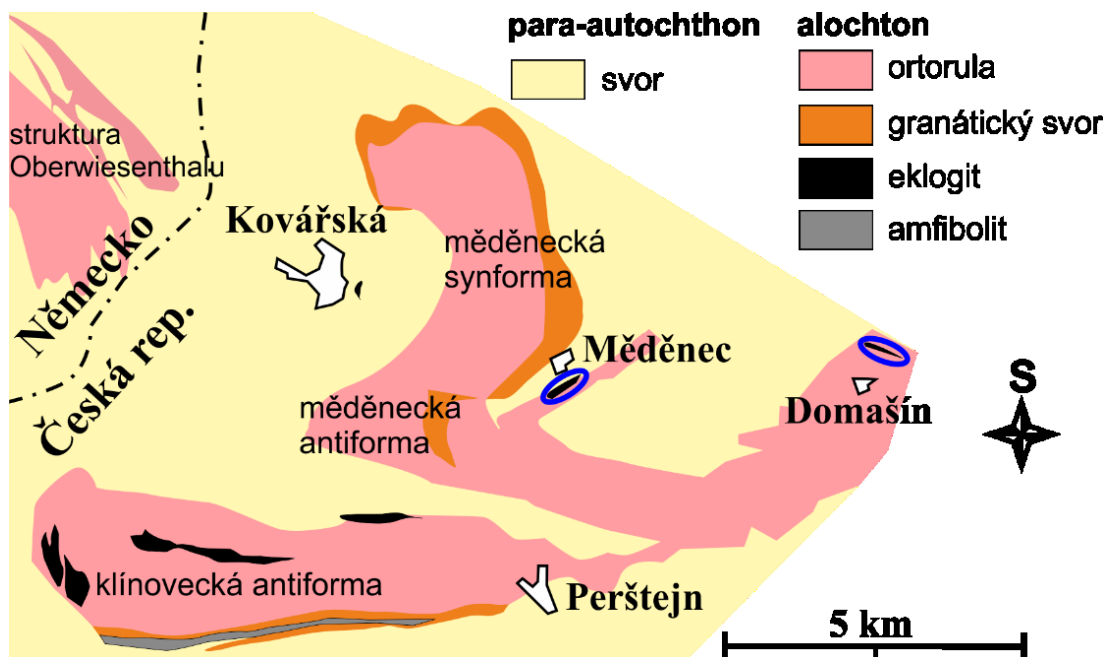 para-autochthon
svor
alochton
ortorula
granátický svor
eklogit
amfibolit
struktura
Oberwiesenthalu
Německo
Česká rep.
Kovářská
měděnecká
synforma
Měděnec
měděnecká
antiforma
Domašín
S
klínovecká antiforma
Perštejn
5 km